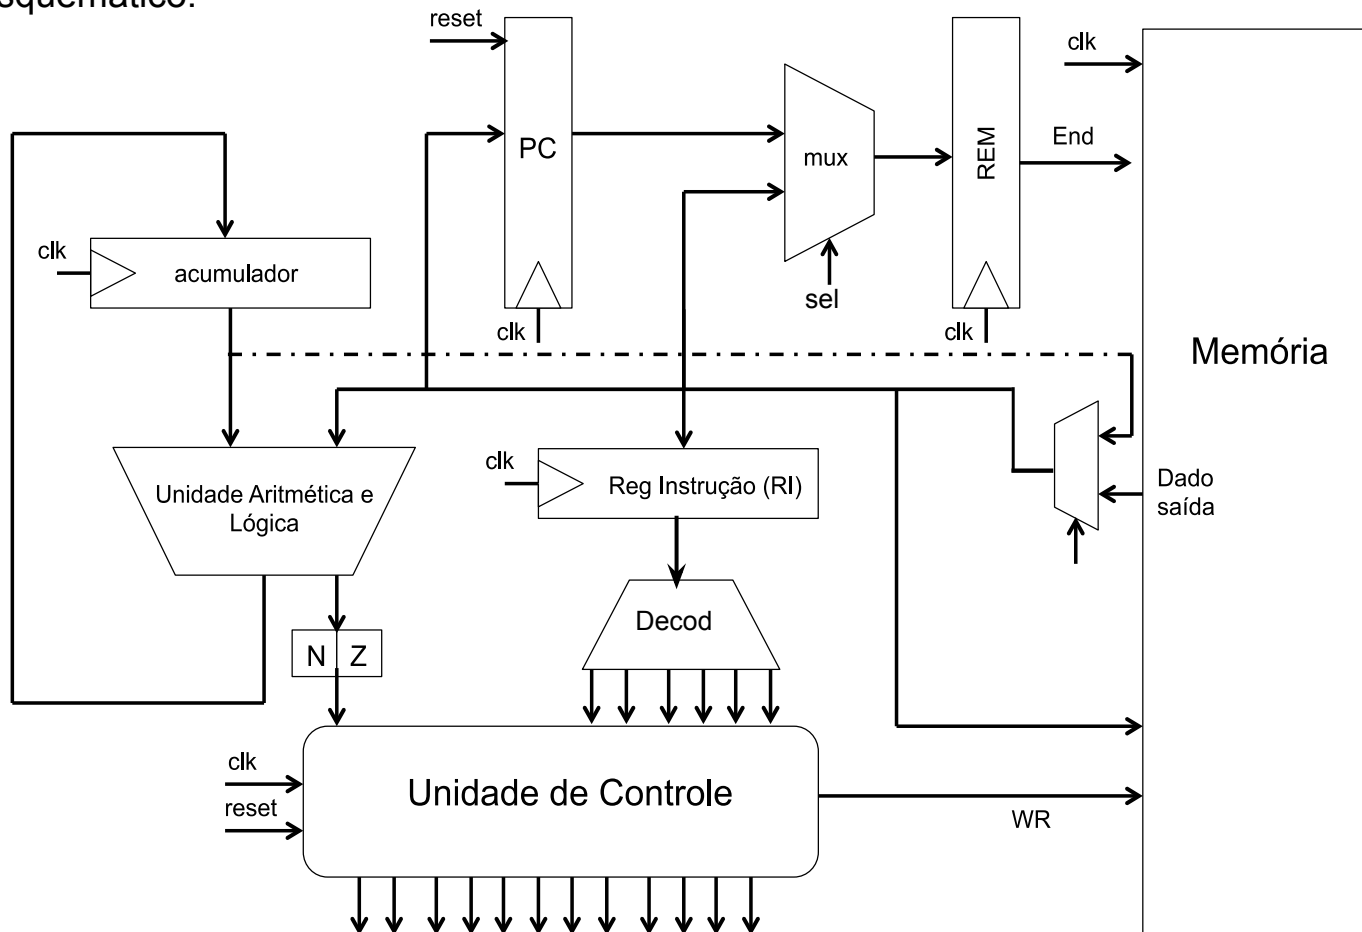 squemático:
reset
clk
PC
mux
REM
End
clk
acumulador
sel
clk
clk
Memória
clk
Reg Instrução (RI)
Unidade Aritmética e
Lógica
Dado
saída
Decod
N Z
clk
reset
Unidade de Controle
WR